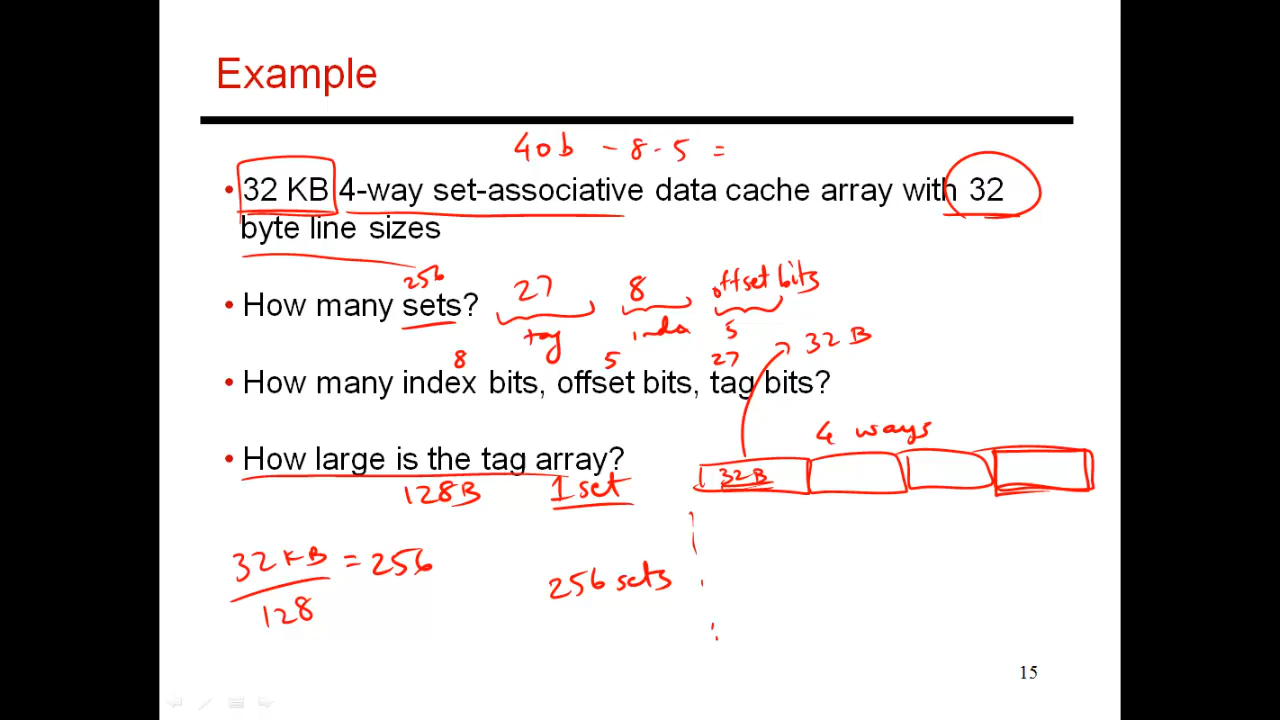 Example
40b - 8 - 5 =
• 32 KB 4-way set-associative data cache array with 32
byte line sizes
256 27 8 offset bits
• How many sets?
tag index 5
32 B
8 5 27
• How many index bits, offset bits, tag bits?
4 ways
• How large is the tag array?
32B
128B 1 set
32 KB = 256
128
256 sets
15